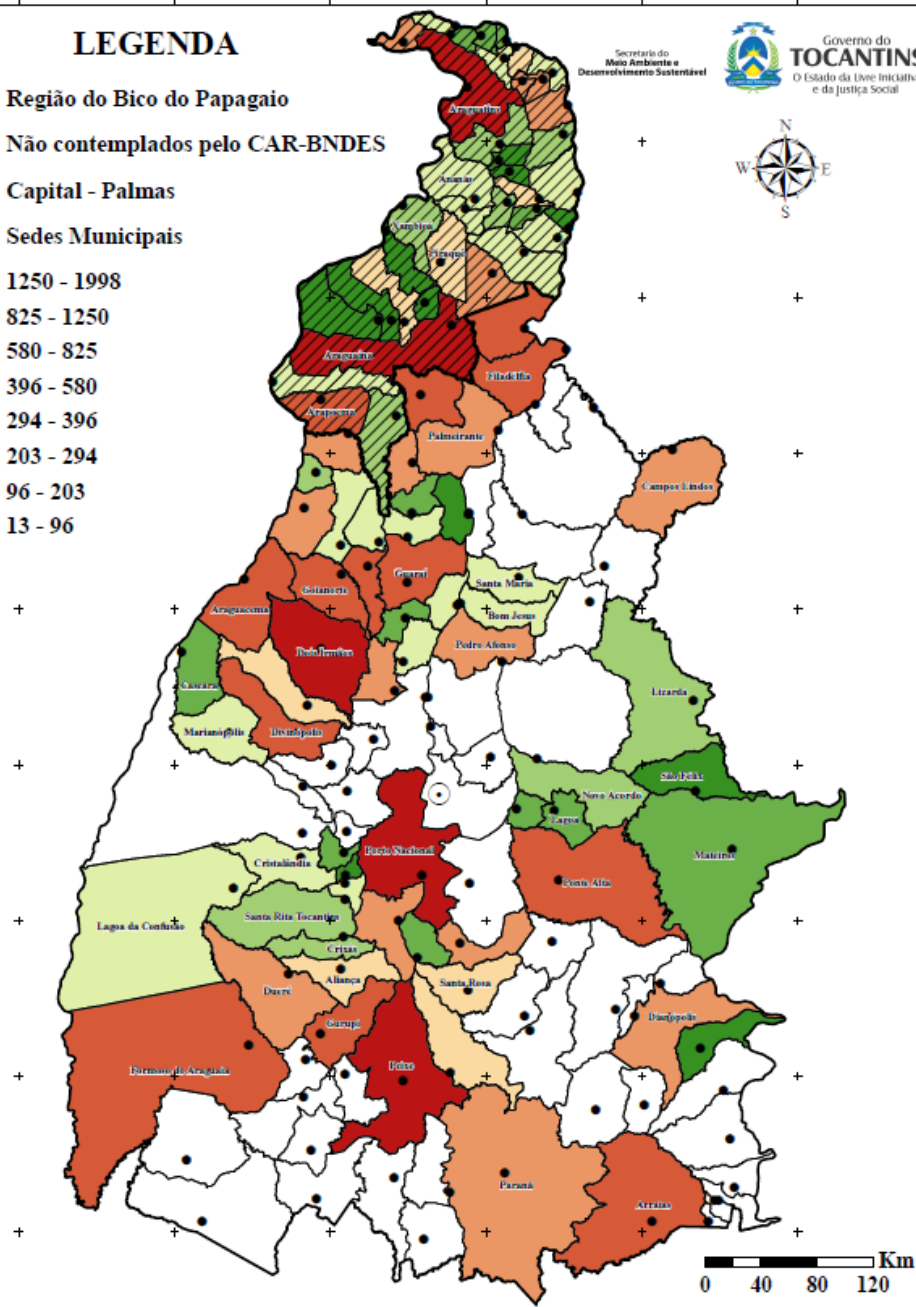 LEGENDA
Região do Bico do Papagaio
Não contemplados pelo CAR-BNDES
Capital - Palmas
Sedes Municipais
1250 - 1998
825 - 1250
580 - 825
396 - 580
294 - 396
203 - 294
96 - 203
13 - 96
Secretaria do
Meio Ambiente e
Desenvolvimento Sustentável
Governo do
TOCANTINS
O Estado da Livre Iniciativa
e da Justiça Social
N
W
E
S
Ananás
Xambioá
Piraquê
Araguaína
Filadélfia
Arapoema
Palmeirante
Campos Lindos
Guaraí
Goianorte
Santa Maria
Araguacema
Bom Jesus
Pedro Afonso
Dois Irmãos
Caseara
Lizarda
Marianópolis
Divinópolis
São Félix
Novo Acordo
Lagoa
Porto Nacional
Mateiros
Cristalândia
Ponte Alta
Santa Rita Tocantins
Lagoa da Confusão
Crixás
Aliança
Santa Rosa
Dueré
Gurupi
Dianópolis
Peixe
Formoso do Araguaia
Paranã
Arraias
Km
0 40 80 120